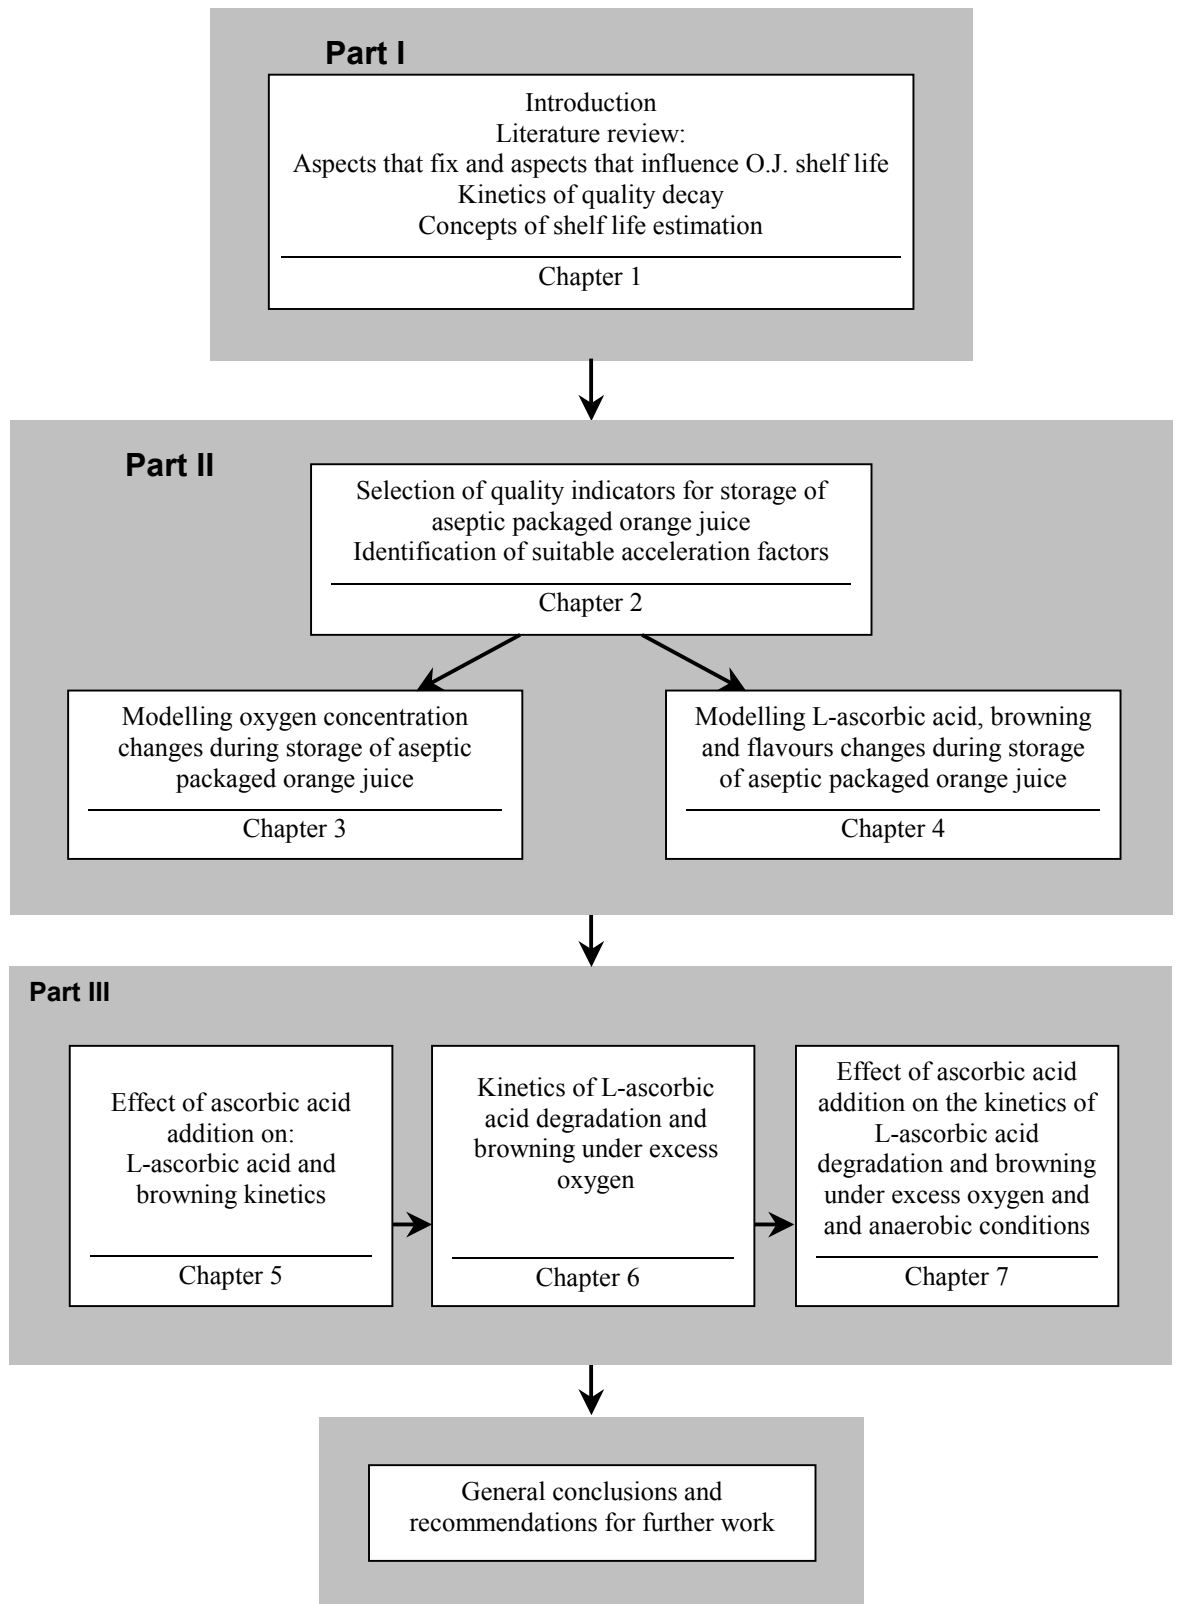 Part I
Introduction
Literature review:
Aspects that fix and aspects that influence O.J. shelf life
Kinetics of quality decay
Concepts of shelf life estimation
Chapter 1
Part II
Selection of quality indicators for storage of
aseptic packaged orange juice
Identification of suitable acceleration factors
Chapter 2
Modelling oxygen concentration
changes during storage of aseptic
packaged orange juice
Chapter 3
Modelling L-ascorbic acid, browning
and flavours changes during storage
of aseptic packaged orange juice
Chapter 4
Part III
Effect of ascorbic acid
addition on:
L-ascorbic acid and
browning kinetics
Chapter 5
Kinetics of L-ascorbic
acid degradation and
browning under excess
oxygen
Chapter 6
Effect of ascorbic acid
addition on the kinetics of
L-ascorbic acid
degradation and browning
under excess oxygen and
and anaerobic conditions
Chapter 7
General conclusions and
recommendations for further work